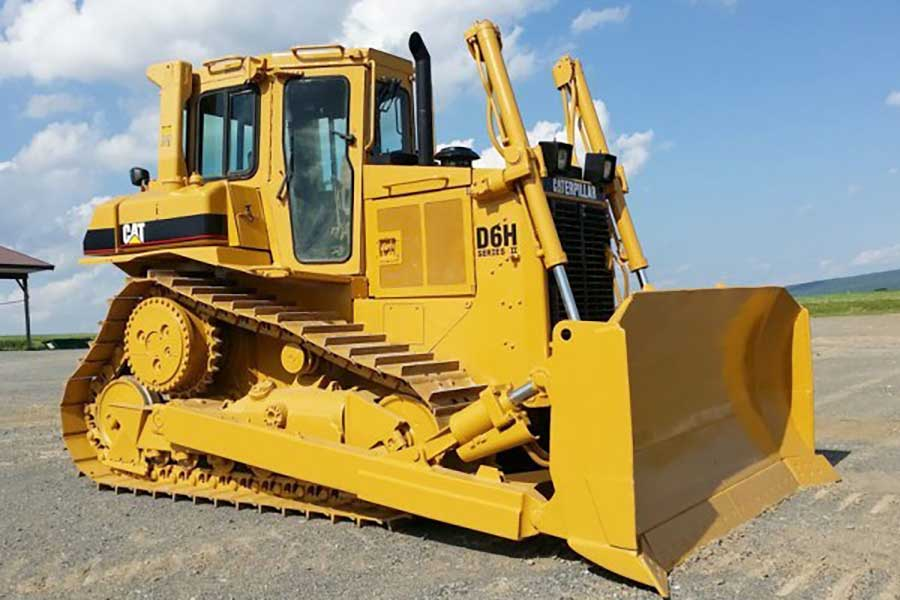 CATERPILLAR
D6H
SERIES II
CAT